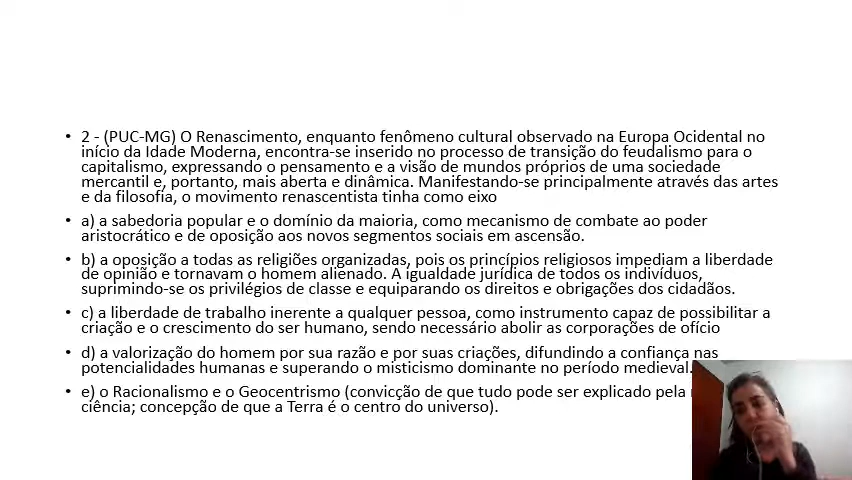 • 2 - (PUC-MG) O Renascimento, enquanto fenômeno cultural observado na Europa Ocidental no
início da Idade Moderna, encontra-se inserido no processo de transição do feudalismo para o
capitalismo, expressando o pensamento e a visão de mundos próprios de uma sociedade
mercantil e, portanto, mais aberta e dinâmica. Manifestando-se principalmente através das artes
e da filosofia, o movimento renascentista tinha como eixo
• a) a sabedoria popular e o domínio da maioria, como mecanismo de combate ao poder
aristocrático e de oposição aos novos segmentos sociais em ascensão.
• b) a oposição a todas as religiões organizadas, pois os princípios religiosos impediam a liberdade
de opinião e tornavam o homem alienado. A igualdade jurídica de todos os indivíduos,
suprimindo-se os privilégios de classe e equiparando os direitos e obrigações dos cidadãos.
• c) a liberdade de trabalho inerente a qualquer pessoa, como instrumento capaz de possibilitar a
criação e o crescimento do ser humano, sendo necessário abolir as corporações de ofício
• d) a valorização do homem por sua razão e por suas criações, difundindo a confiança nas
potencialidades humanas e superando o misticismo dominante no período medieval.
• e) o Racionalismo e o Geocentrismo (convicção de que tudo pode ser explicado pela
ciência; concepção de que a Terra é o centro do universo).